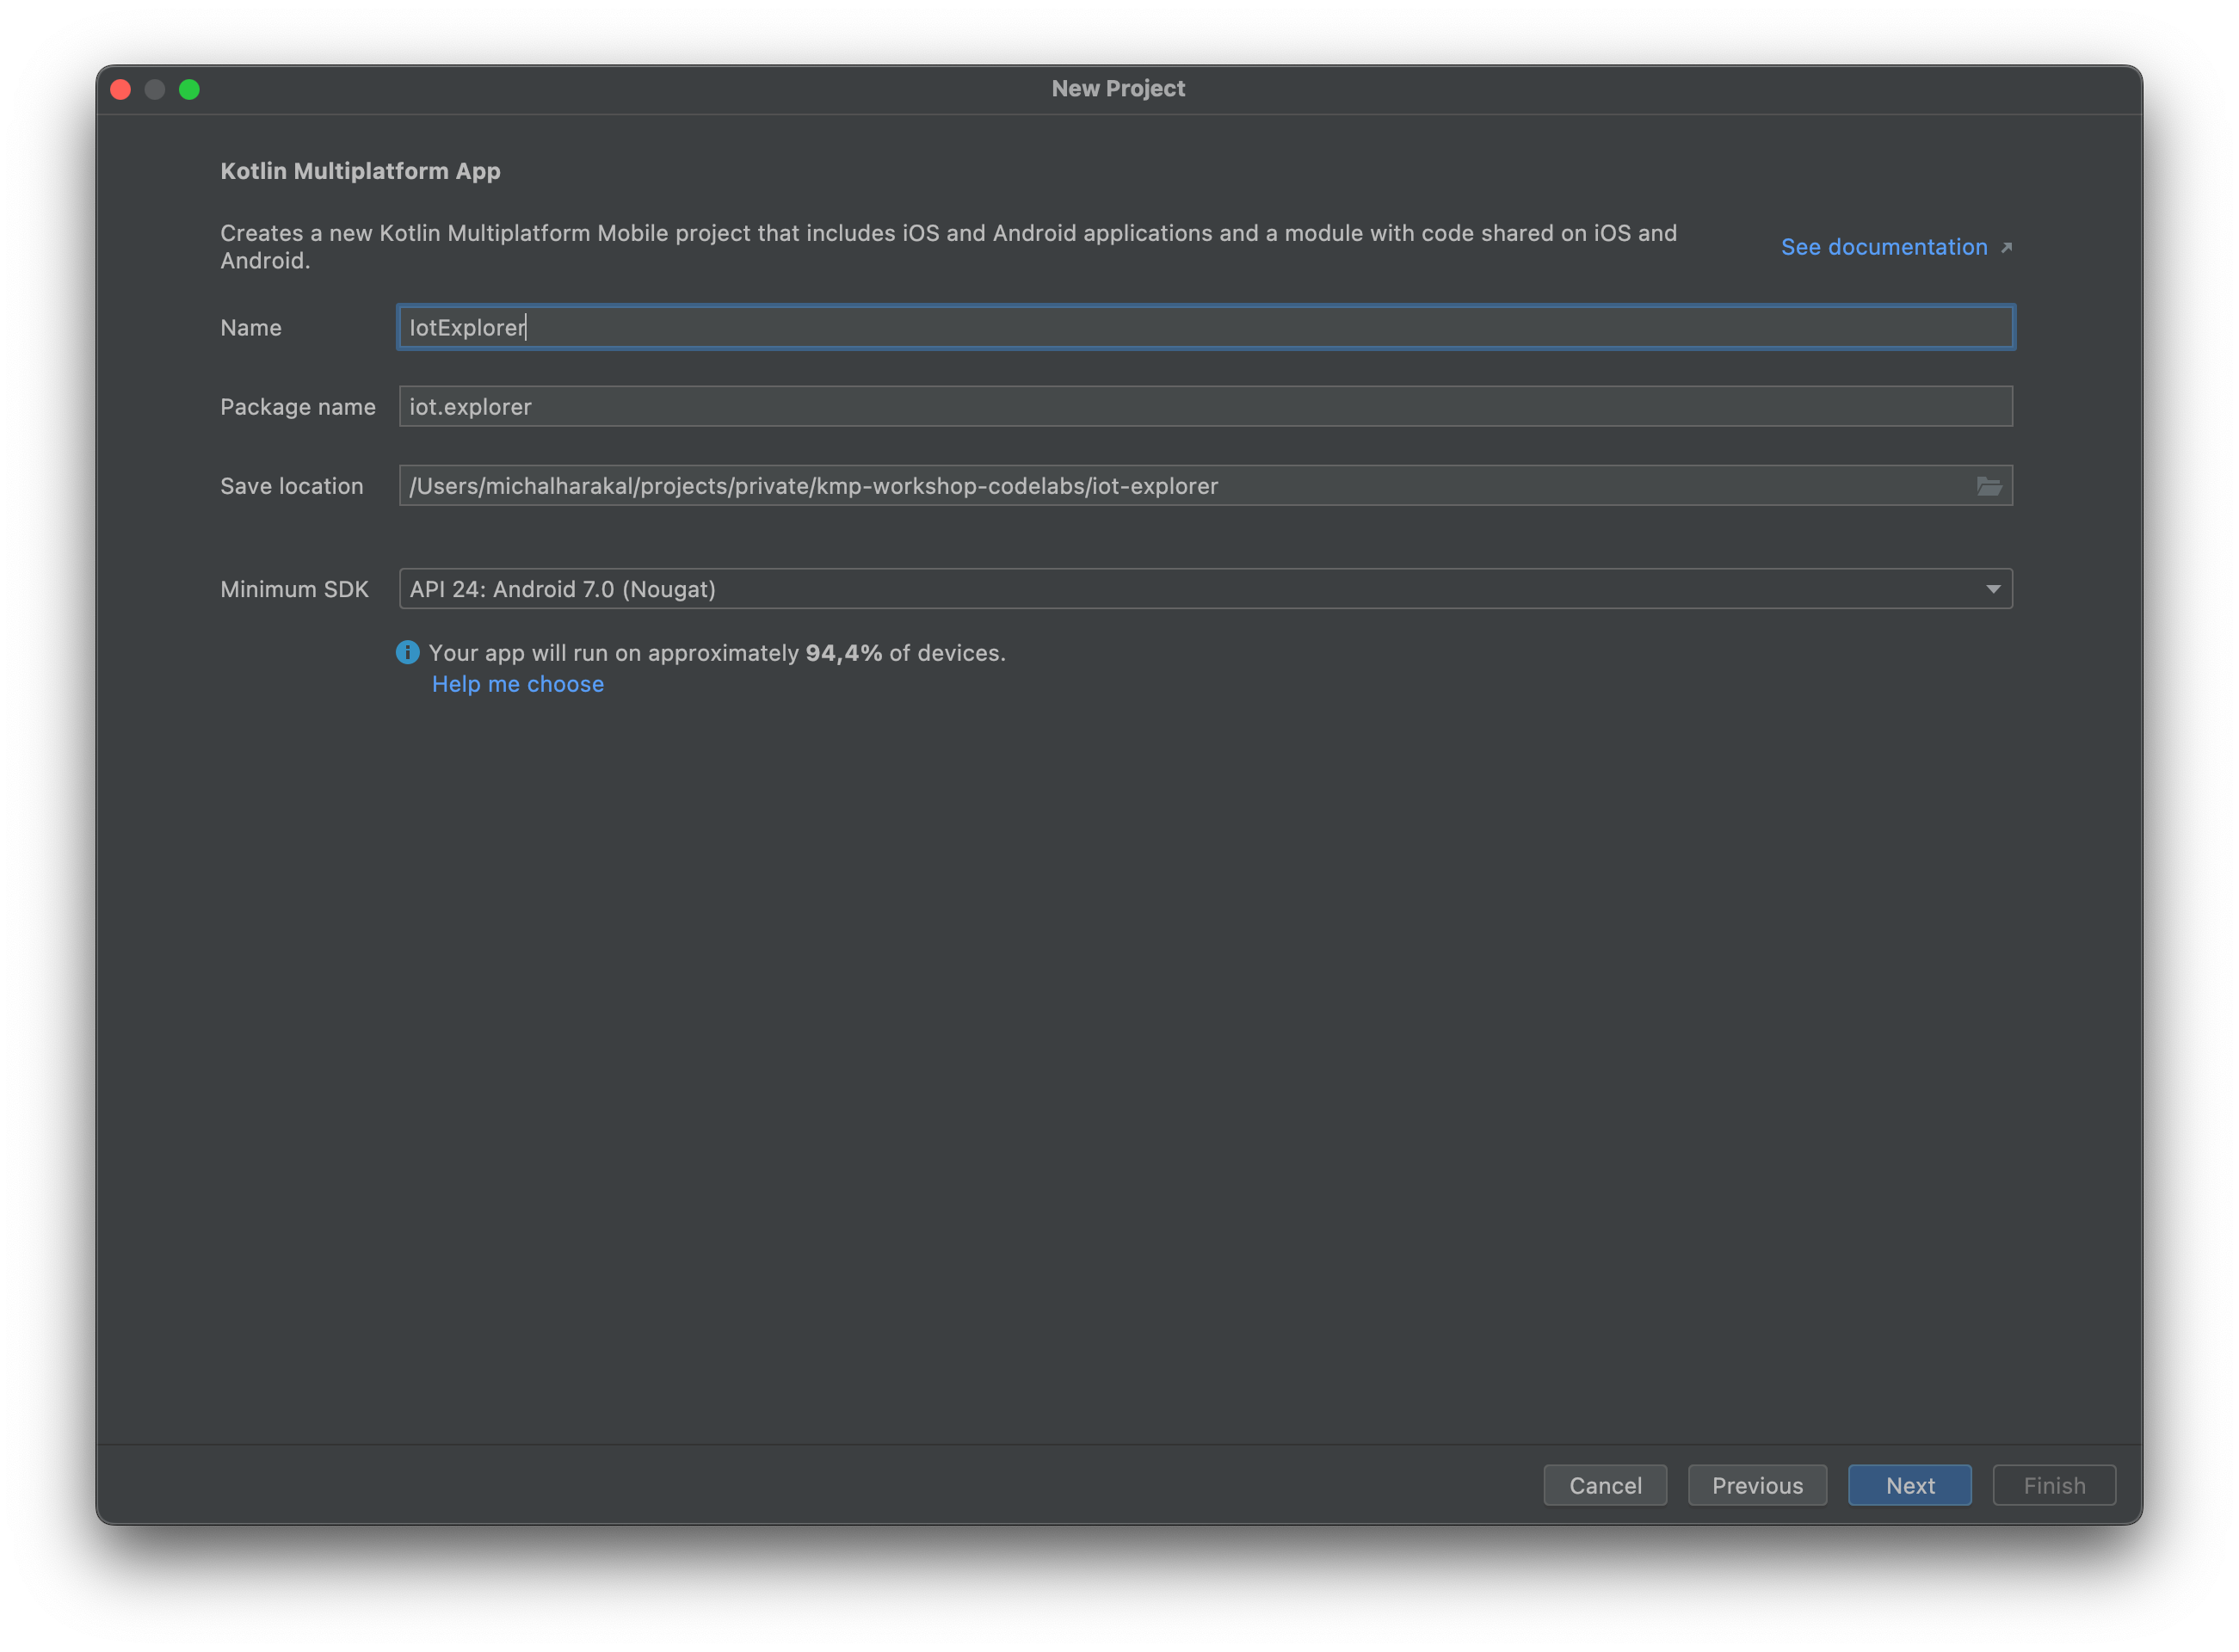 New Project
Kotlin Multiplatform App
Creates a new Kotlin Multiplatform Mobile project that includes iOS and Android applications and a module with code shared on iOS and
Android.
See documentation
Name
IotExplorer
Package name
iot.explorer
Save location
/Users/michalharakal/projects/private/kmp-workshop-codelabs/iot-explorer
Minimum SDK
API 24: Android 7.0 (Nougat)
Your app will run on approximately 94,4% of devices.
Help me choose
Cancel
Previous
Next
Finish